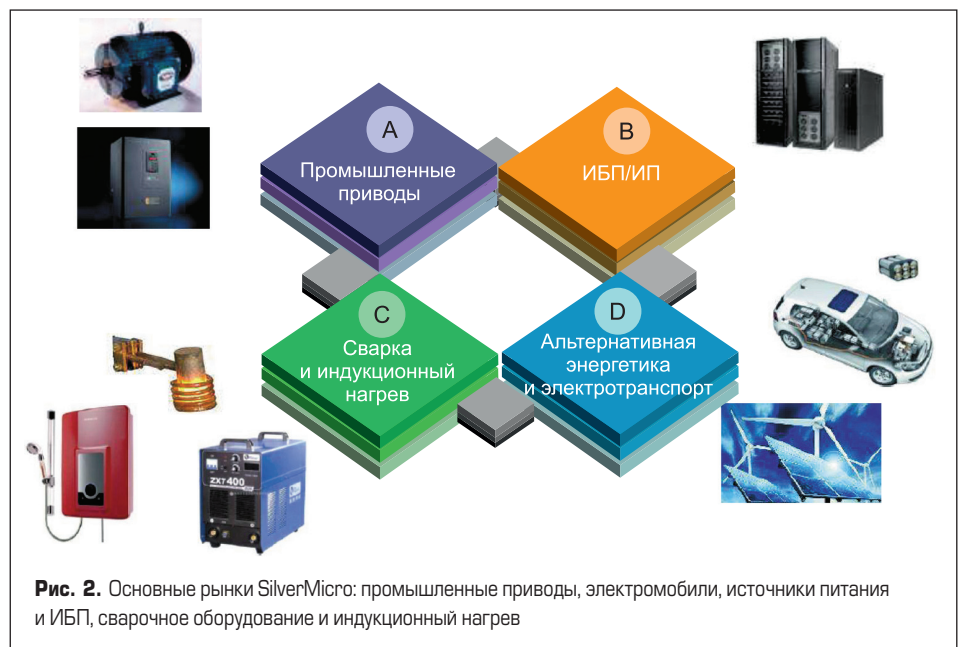 A
Промышленные
приводы
B
ИБП/ИП
C
Сварка
и индукционный
нагрев
D
Альтернативная
энергетика
и электротранспорт
ZX7 400
Рис. 2. Основные рынки SilverMicro: промышленные приводы, электромобили, источники питания
и ИБП, сварочное оборудование и индукционный нагрев